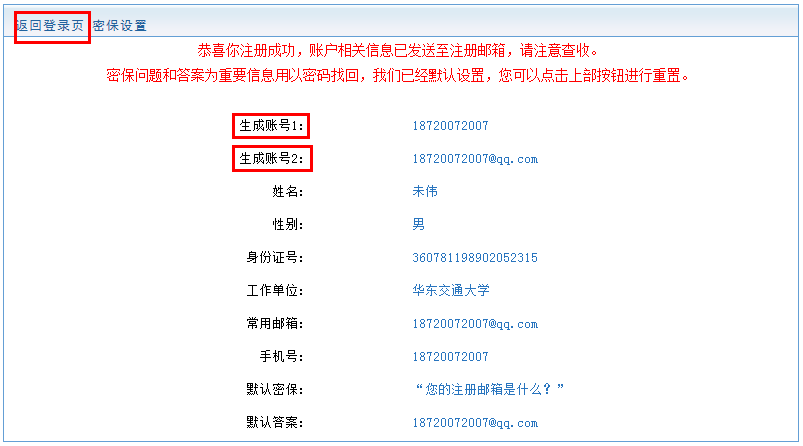 返回登录页 密保设置
恭喜你注册成功，账户相关信息已发送至注册邮箱，请注意查收。
密保问题和答案为重要信息用以密码找回，我们已经默认设置，您可以点击上部按钮进行重置。
生成账号1： 18720072007
生成账号2： 18720072007@qq.com
姓名： 未伟
性别： 男
身份证号： 360781198902052315
工作单位： 华东交通大学
常用邮箱： 18720072007@qq.com
手机号： 18720072007
默认密保： “您的注册邮箱是什么？”
默认答案： 18720072007@qq.com